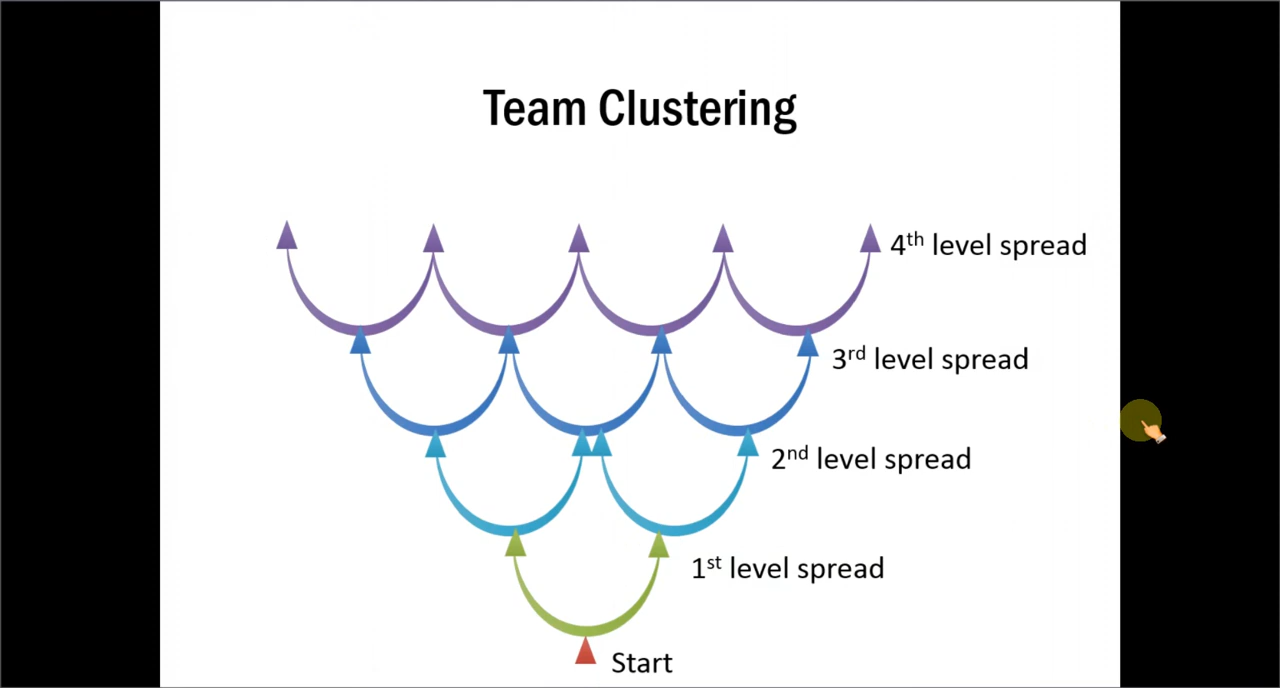 Team Clustering
4th level spread
3rd level spread
2nd level spread
1st level spread
Start